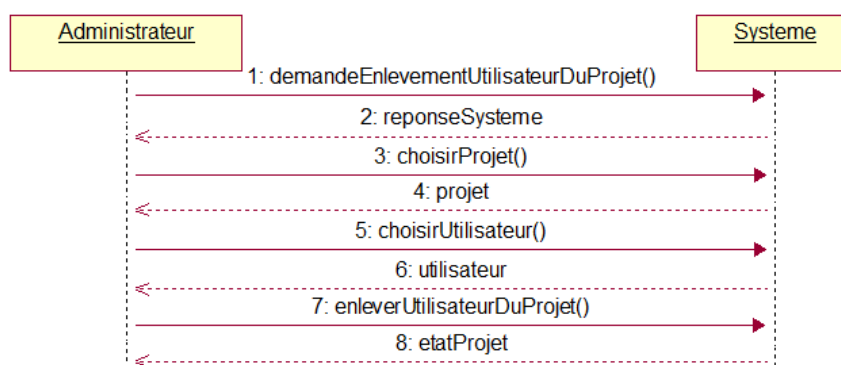 Administrateur
Systeme
1: demandeEnlevementUtilisateurDuProjet()
2: reponseSysteme
3: choisirProjet()
4: projet
5: choisirUtilisateur()
6: utilisateur
7: enleverUtilisateurDuProjet()
8: etatProjet